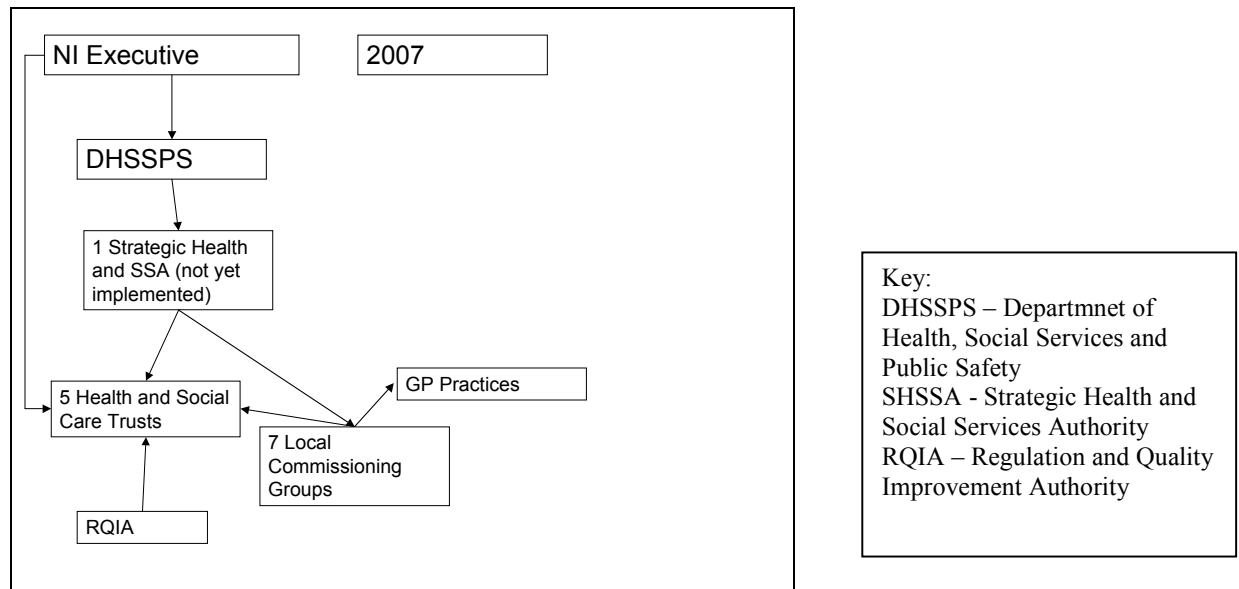 NI Executive
2007
DHSSPS
1 Strategic Health
and SSA (not yet
implemented)
5 Health and Social
Care Trusts
GP Practices
7 Local
Commissioning
Groups
RQIA
Key:
DHSSPS – Departmnet of
Health, Social Services and
Public Safety
SHSSA - Strategic Health and
Social Services Authority
RQIA – Regulation and Quality
Improvement Authority